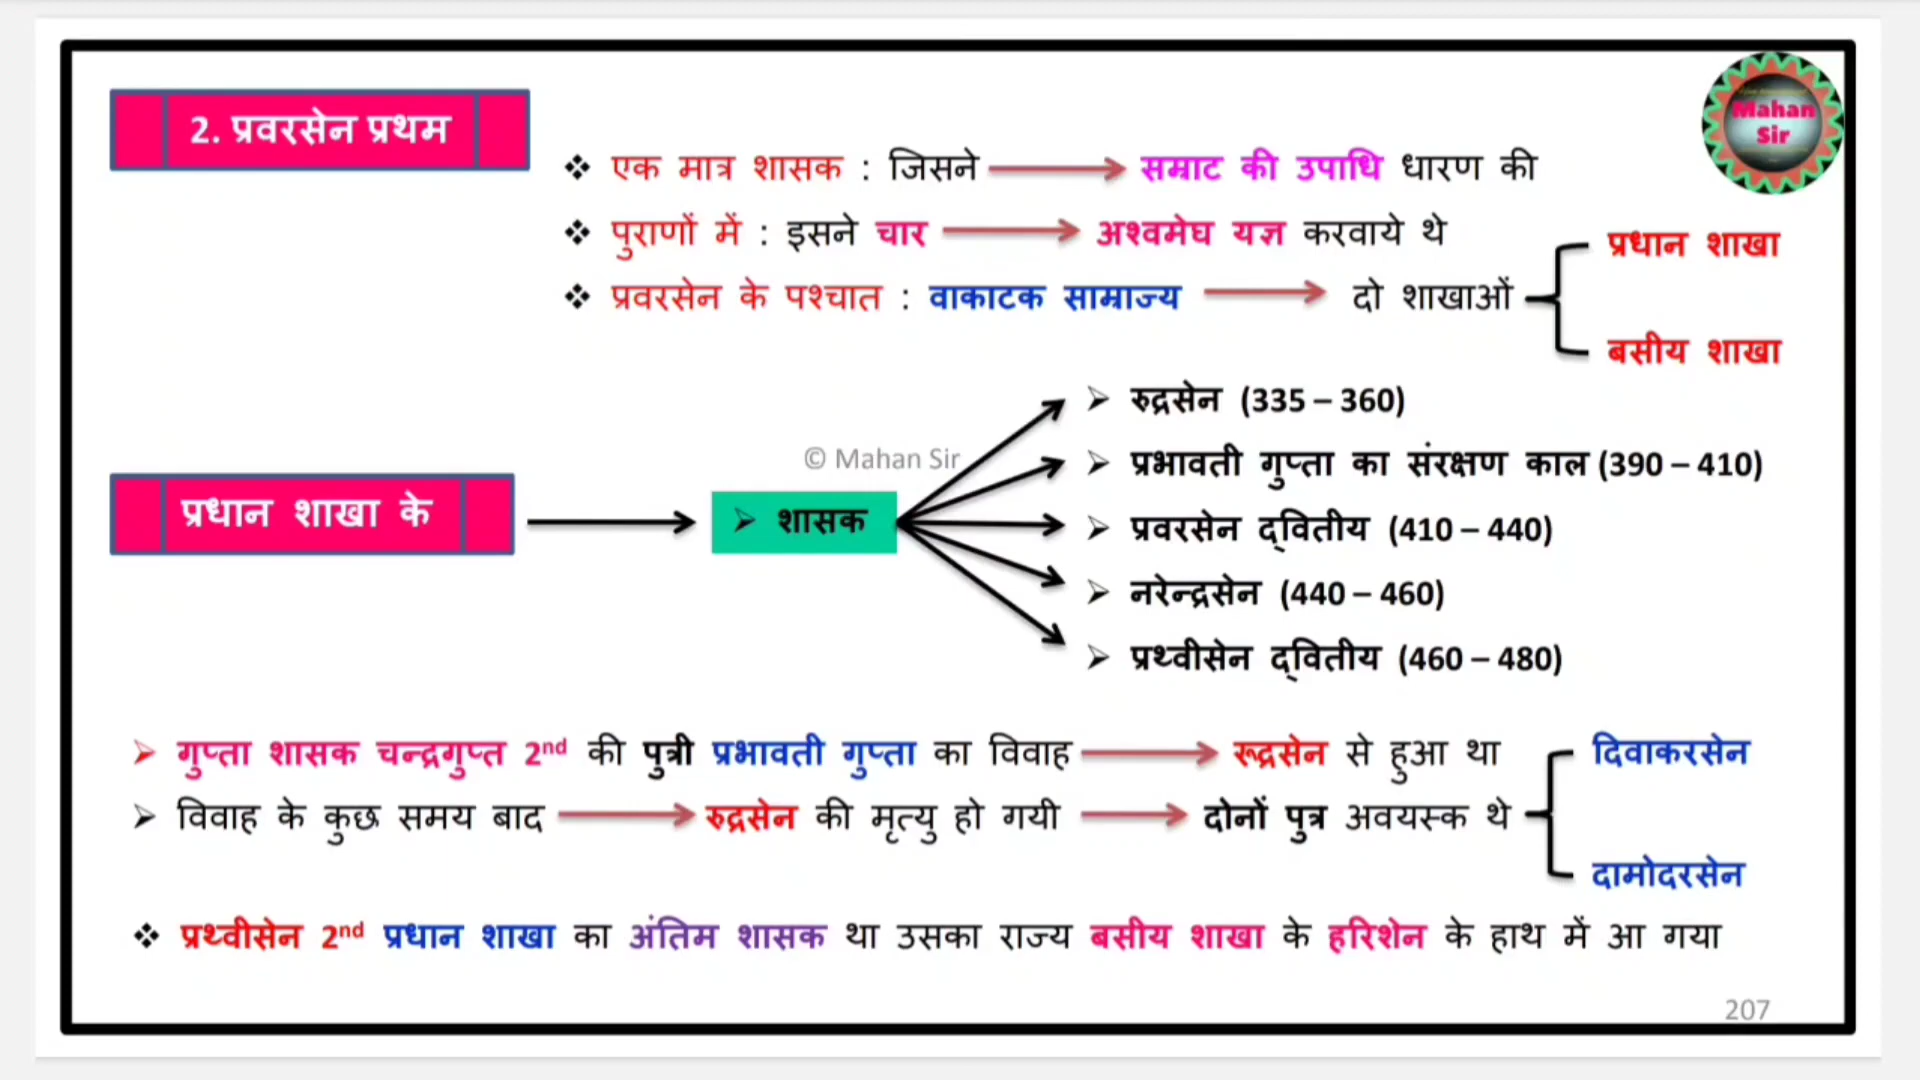 2. प्रवरसेन प्रथम
Mahan
Sir
❖ एक मात्र शासक : जिसने → सम्राट की उपाधि धारण की
❖ पुराणों में : इसने चार → अश्वमेघ यज्ञ करवाये थे
❖ प्रवरसेन के पश्चात : वाकाटक साम्राज्य → दो शाखाओं
प्रधान शाखा
बसीय शाखा
प्रधान शाखा के
© Mahan Sir
➢ शासक
➢ रुद्रसेन (335 – 360)
➢ प्रभावती गुप्ता का संरक्षण काल (390 – 410)
➢ प्रवरसेन द्वितीय (410 – 440)
➢ नरेन्द्रसेन (440 – 460)
➢ प्रथ्वीसेन द्वितीय (460 – 480)
➢ गुप्ता शासक चन्द्रगुप्त 2nd की पुत्री प्रभावती गुप्ता का विवाह → रूद्रसेन से हुआ था
➢ विवाह के कुछ समय बाद → रुद्रसेन की मृत्यु हो गयी → दोनों पुत्र अवयस्क थे
दिवाकरसेन
दामोदरसेन
❖ प्रथ्वीसेन 2nd प्रधान शाखा का अंतिम शासक था उसका राज्य बसीय शाखा के हरिशेन के हाथ में आ गया
207